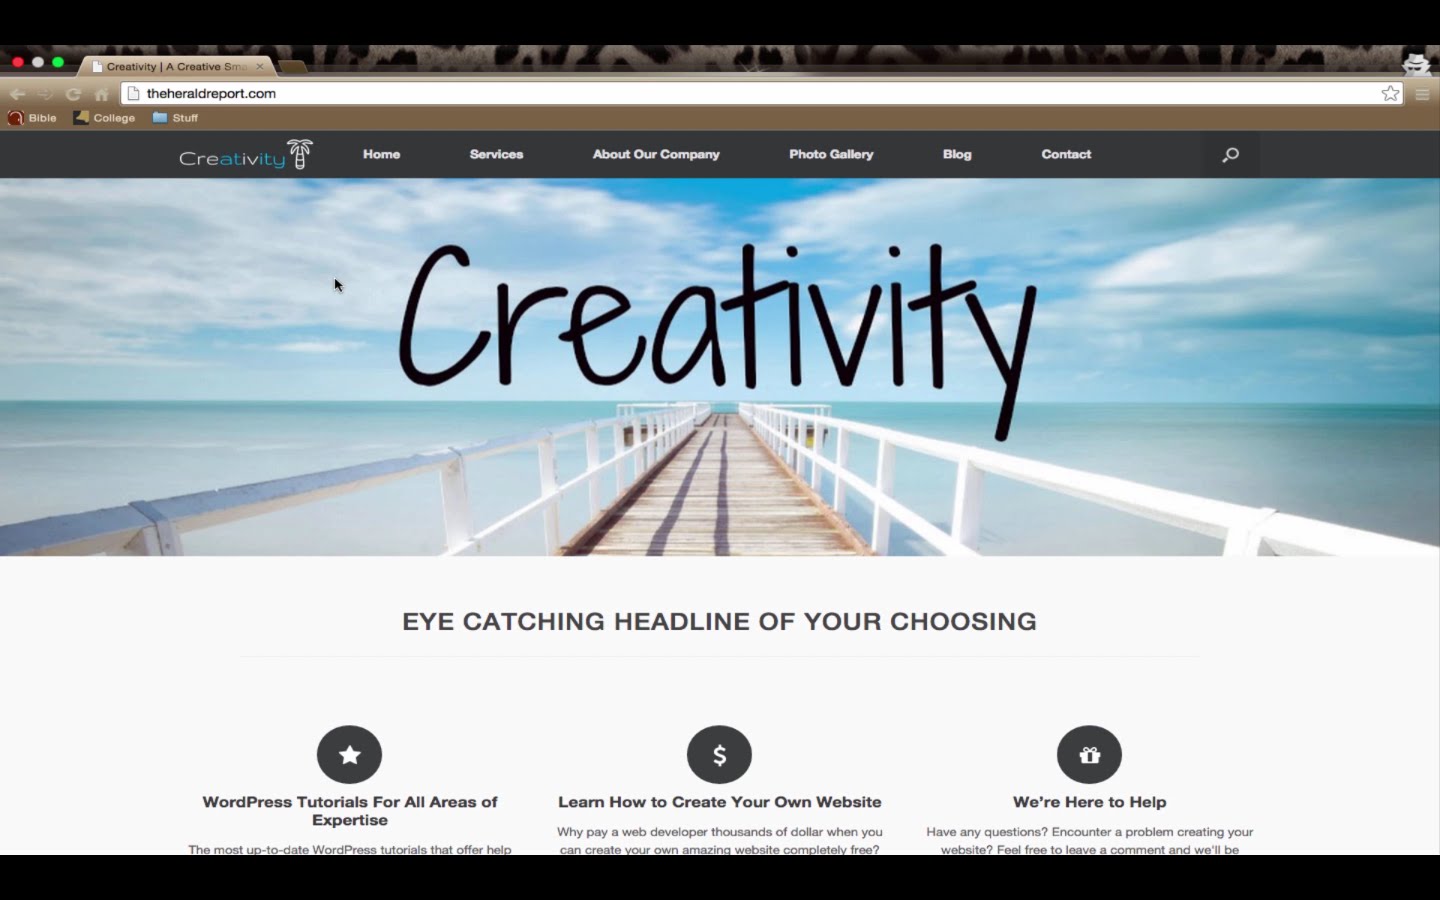 Creativity | A Creative Sma
theheraldreport.com
Bible College Stuff
Creativity Home Services About Our Company Photo Gallery Blog Contact
Creativity
EYE CATCHING HEADLINE OF YOUR CHOOSING
$
WordPress Tutorials For All Areas of
Expertise
The most up-to-date WordPress tutorials that offer help
Learn How to Create Your Own Website
Why pay a web developer thousands of dollar when you
can create your own amazing website completely free?
We're Here to Help
Have any questions? Encounter a problem creating your
website? Feel free to leave a comment and we'll be